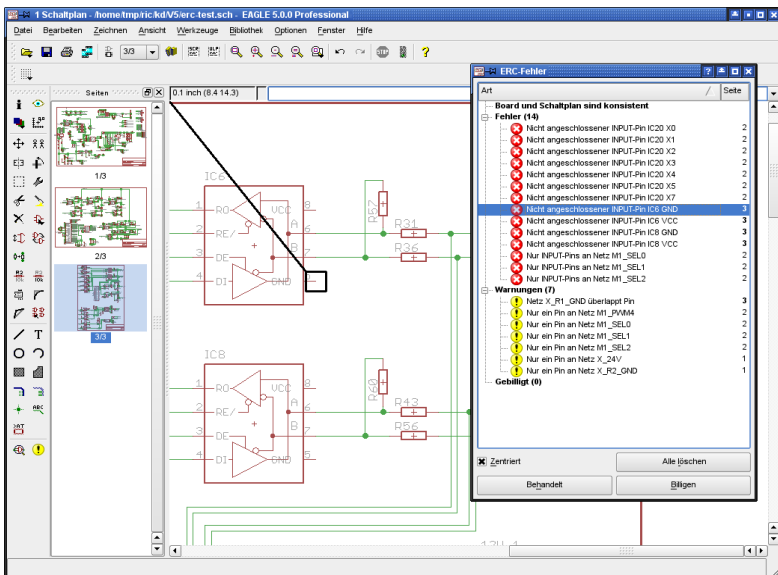 1 Schaltplan - /home/tmp/ric/kd/V5/erc-test.sch - EAGLE 5.0.0 Professional
Datei Bearbeiten Zeichnen Ansicht Werkzeuge Bibliothek Optionen Fenster Hilfe
3/3
Seiten
0.1 inch (8.4 14.3)
1/3
2/3
3/3
IC6
1 RO VCC 8
2 RE/ A 6
3 DE B 7
4 DI GND 5
R67
R31
R36
IC8
1 RO VCC 8
2 RE/ A 6
3 DE B 7
4 DI GND 5
R60
R43
R56
ERC-Fehler
Art Seite
Board und Schaltplan sind konsistent
Fehler (14)
Nicht angeschlossener INPUT-Pin IC20 X0 2
Nicht angeschlossener INPUT-Pin IC20 X1 2
Nicht angeschlossener INPUT-Pin IC20 X2 2
Nicht angeschlossener INPUT-Pin IC20 X3 2
Nicht angeschlossener INPUT-Pin IC20 X4 2
Nicht angeschlossener INPUT-Pin IC20 X5 2
Nicht angeschlossener INPUT-Pin IC20 X7 2
Nicht angeschlossener INPUT-Pin IC6 GND 3
Nicht angeschlossener INPUT-Pin IC6 VCC 3
Nicht angeschlossener INPUT-Pin IC8 GND 3
Nicht angeschlossener INPUT-Pin IC8 VCC 3
Nur INPUT-Pins an Netz M1_SEL0 2
Nur INPUT-Pins an Netz M1_SEL1 2
Nur INPUT-Pins an Netz M1_SEL2 2
Warnungen (7)
Netz X_R1_GND überlappt Pin 3
Nur ein Pin an Netz M1_PWM4 2
Nur ein Pin an Netz M1_SEL0 2
Nur ein Pin an Netz M1_SEL1 2
Nur ein Pin an Netz M1_SEL2 2
Nur ein Pin an Netz X_24V 1
Nur ein Pin an Netz X_R2_GND 1
Gebilligt (0)
Zentriert
Alle löschen
Behandelt
Billigen